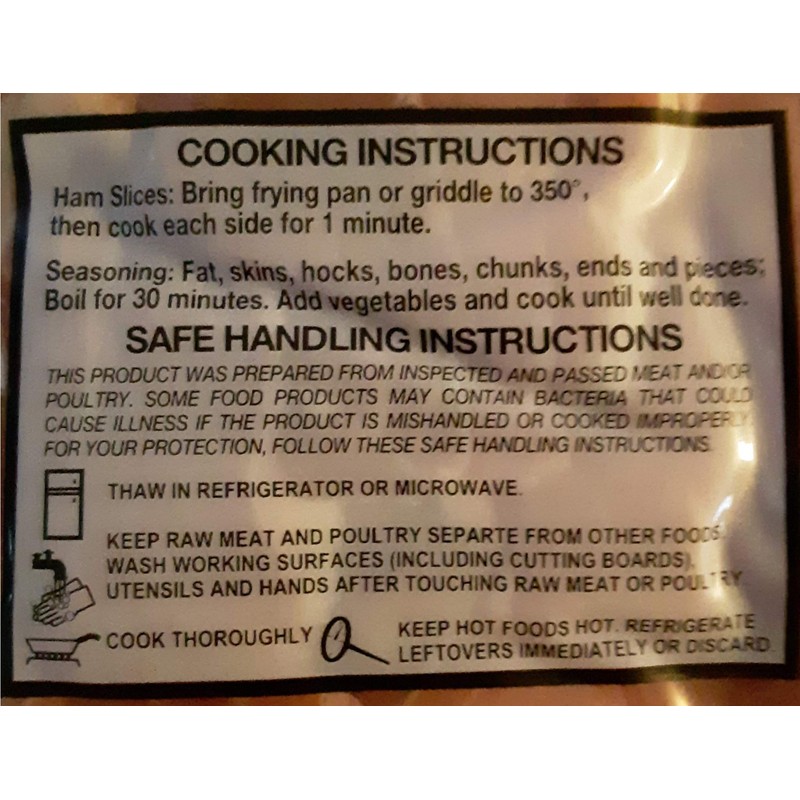 COOKING INSTRUCTIONS
Ham Slices: Bring frying pan or griddle to 350°,
then cook each side for 1 minute.
Seasoning: Fat, skins, hocks, bones, chunks, ends and pieces;
Boil for 30 minutes. Add vegetables and cook until well done.
SAFE HANDLING INSTRUCTIONS
THIS PRODUCT WAS PREPARED FROM INSPECTED AND PASSED MEAT AND/OR
POULTRY. SOME FOOD PRODUCTS MAY CONTAIN BACTERIA THAT COULD
CAUSE ILLNESS IF THE PRODUCT IS MISHANDLED OR COOKED IMPROPERLY.
FOR YOUR PROTECTION, FOLLOW THESE SAFE HANDLING INSTRUCTIONS.
THAW IN REFRIGERATOR OR MICROWAVE.
KEEP RAW MEAT AND POULTRY SEPARTE FROM OTHER FOODS.
WASH WORKING SURFACES (INCLUDING CUTTING BOARDS),
UTENSILS AND HANDS AFTER TOUCHING RAW MEAT OR POULTRY.
COOK THOROUGHLY
KEEP HOT FOODS HOT. REFRIGERATE
LEFTOVERS IMMEDIATELY OR DISCARD.